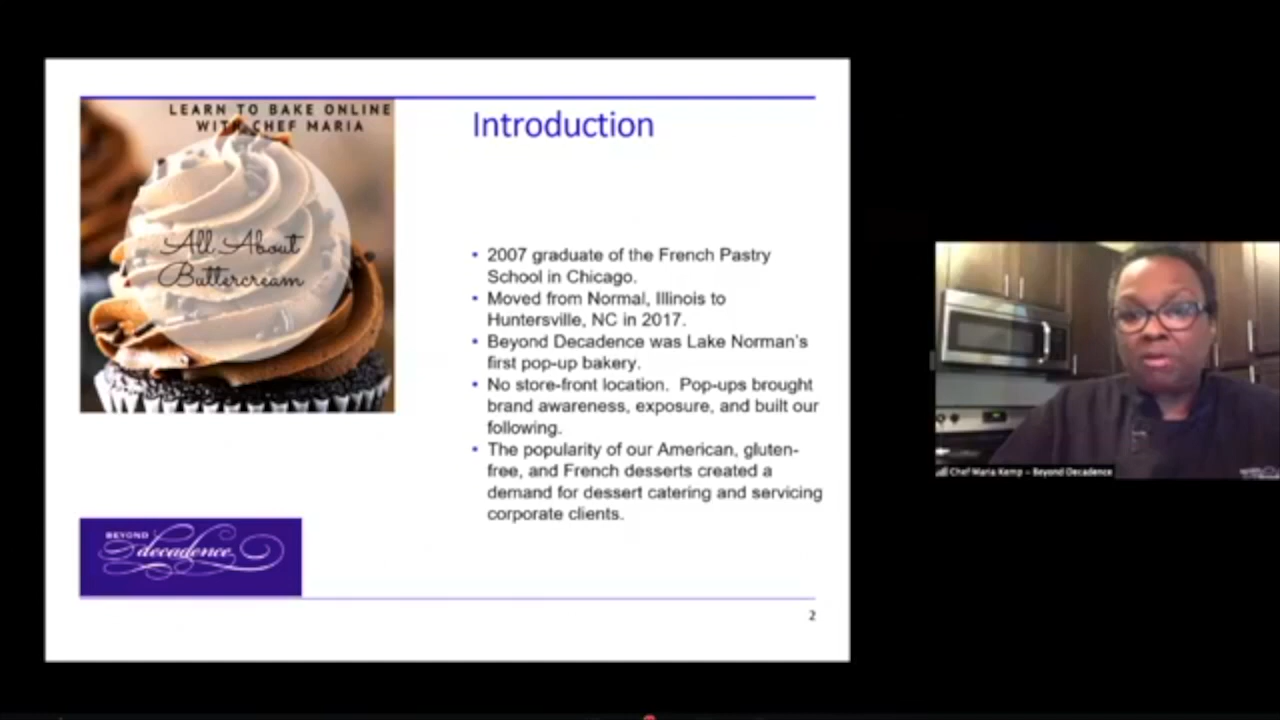 LEARN TO BAKE ONLINE
WITH CHEF MARIA
All About
Buttercream
Introduction
• 2007 graduate of the French Pastry
School in Chicago.
• Moved from Normal, Illinois to
Huntersville, NC in 2017.
• Beyond Decadence was Lake Norman's
first pop-up bakery.
• No store-front location.  Pop-ups brought
brand awareness, exposure, and built our
following.
• The popularity of our American, gluten-
free, and French desserts created a
demand for dessert catering and servicing
corporate clients.
BEYOND
decadence
2
Chef Maria Kemp – Beyond Decadence